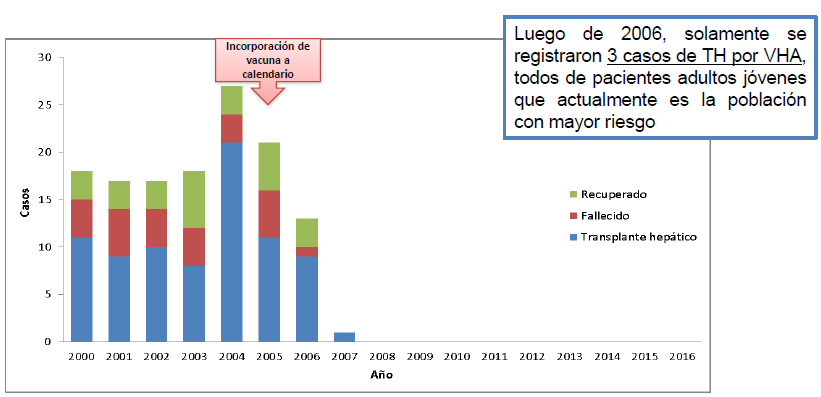 Luego de 2006, solamente se
registraron 3 casos de TH por VHA,
todos de pacientes adultos jóvenes
que actualmente es la población
con mayor riesgo
Incorporación de
vacuna a
calendario
30
25
20
15
10
5
0
Casos
Recuperado
Fallecido
Transplante hepático
2000 2001 2002 2003 2004 2005 2006 2007 2008 2009 2010 2011 2012 2013 2014 2015 2016
Año